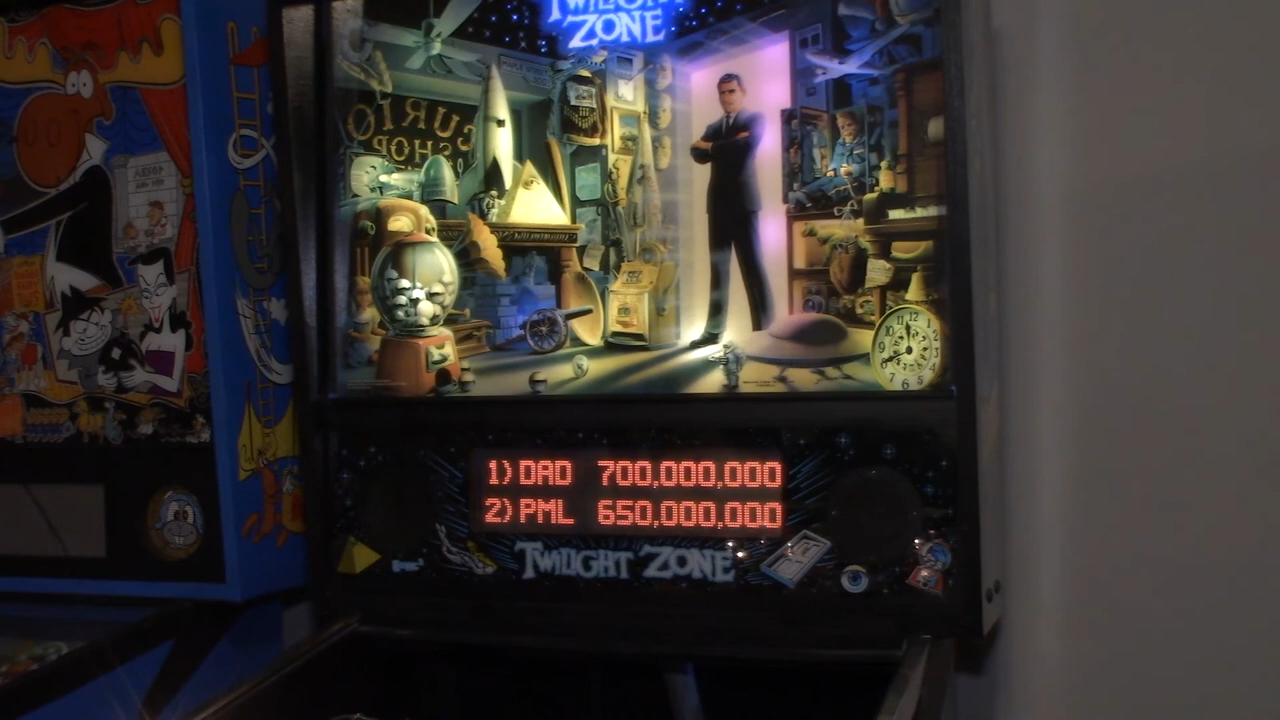 TWILIGHT
ZONE
CURIO
SHOP
1) DAD 700,000,000
2) PML 650,000,000
TWILIGHT ZONE